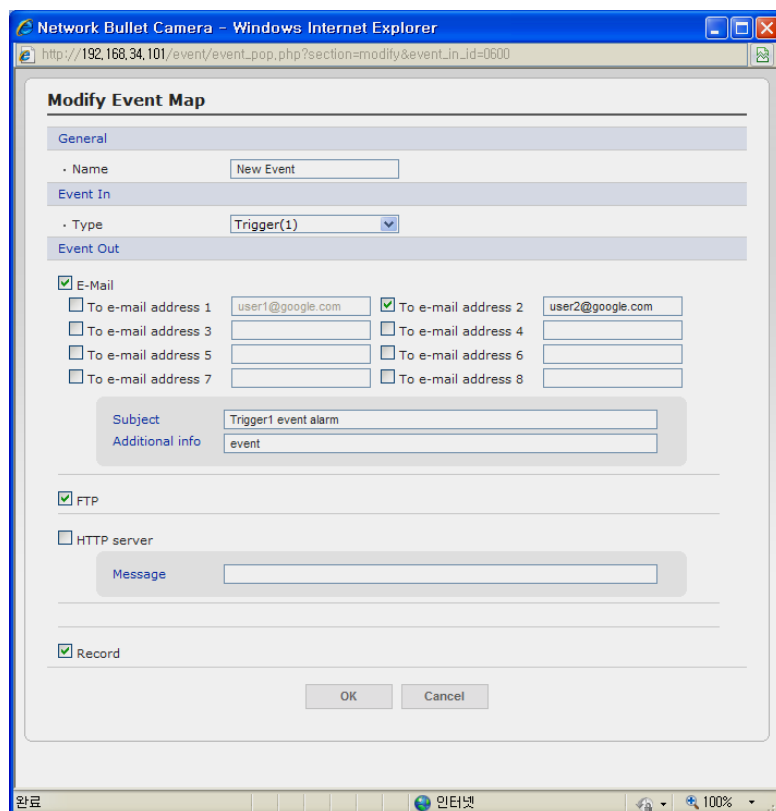 Network Bullet Camera - Windows Internet Explorer
http://192,168,34,101/event/event_pop,php?section=modify&event_in_id=0600
Modify Event Map
General
· Name New Event
Event In
· Type Trigger(1)
Event Out
E-Mail
To e-mail address 1 user1@google.com To e-mail address 2 user2@google.com
To e-mail address 3 To e-mail address 4
To e-mail address 5 To e-mail address 6
To e-mail address 7 To e-mail address 8
Subject Trigger1 event alarm
Additional info event
FTP
HTTP server
Message
Record
OK Cancel
완료 인터넷 100%